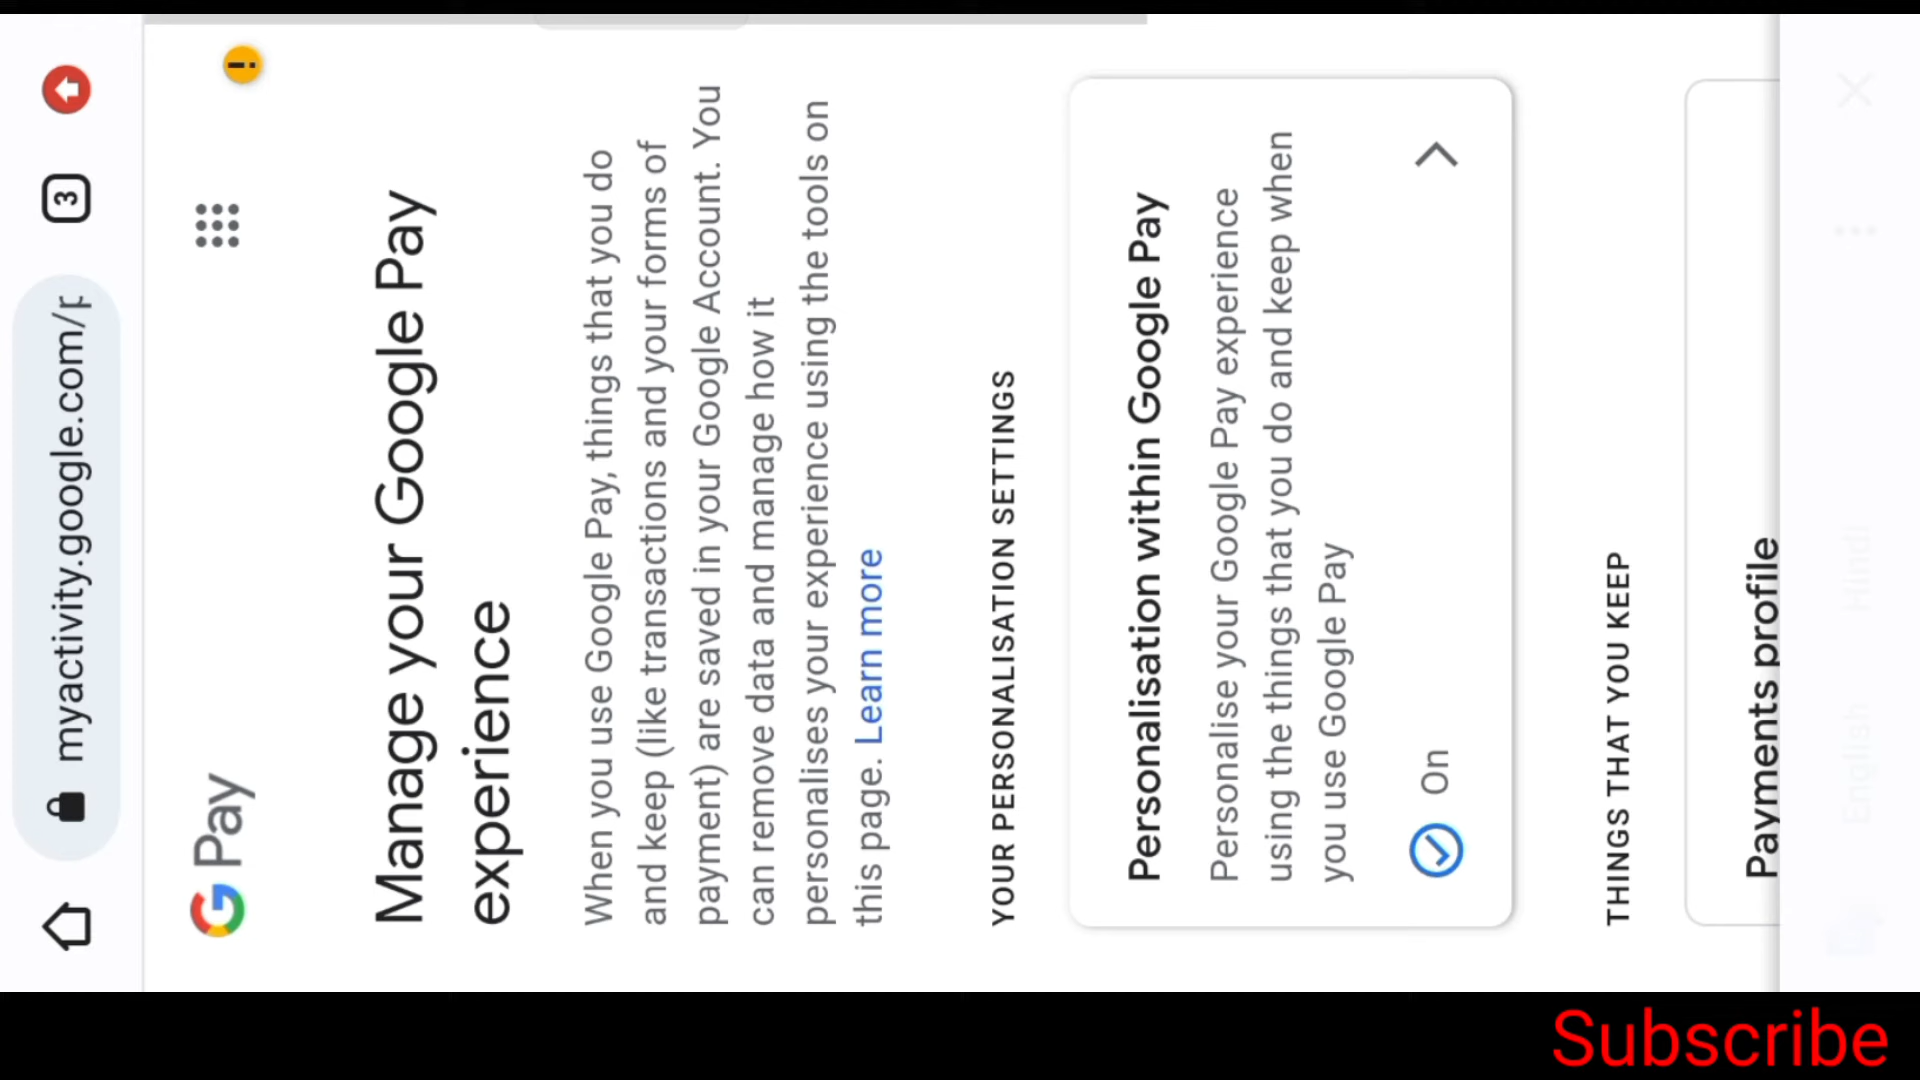 myactivity.google.com/p
3
G Pay
Manage your Google Pay
experience
When you use Google Pay, things that you do
and keep (like transactions and your forms of
payment) are saved in your Google Account. You
can remove data and manage how it
personalises your experience using the tools on
this page. Learn more
YOUR PERSONALISATION SETTINGS
Personalisation within Google Pay
Personalise your Google Pay experience
using the things that you do and keep when
you use Google Pay
On
THINGS THAT YOU KEEP
Payments profile
English Hindi
Subscribe